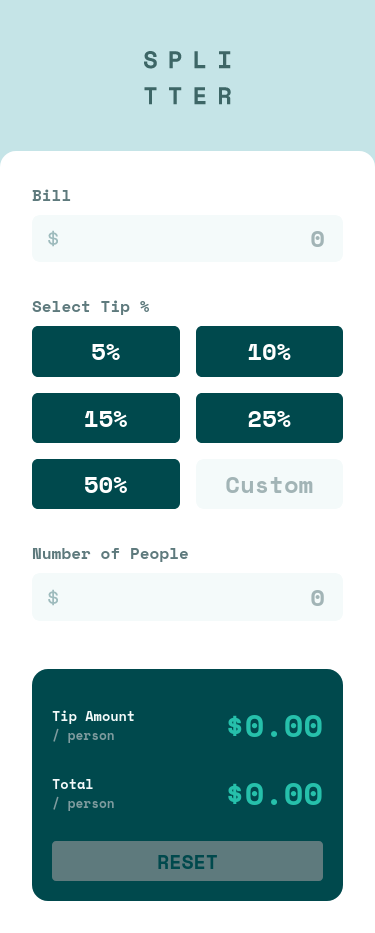 SPLI
TTER
Bill
$ 0
Select Tip %
5% 10%
15% 25%
50% Custom
Number of People
$ 0
Tip Amount
/ person
$0.00
Total
/ person
$0.00
RESET